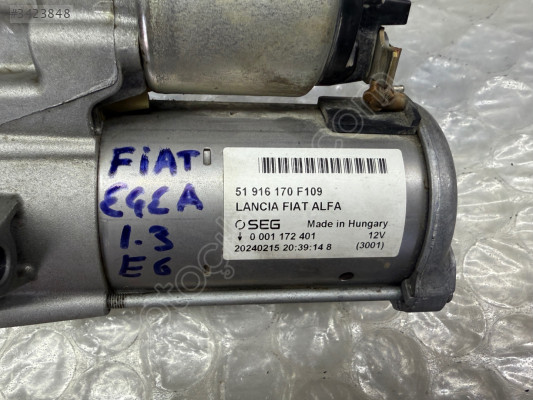 #3423848
FiAT
EGEA
1.3
E6
51 916 170 F109
LANCIA FIAT ALFA
SEG Made in Hungary
0 001 172 401 12V
20240215 20:39:14 8 (3001)